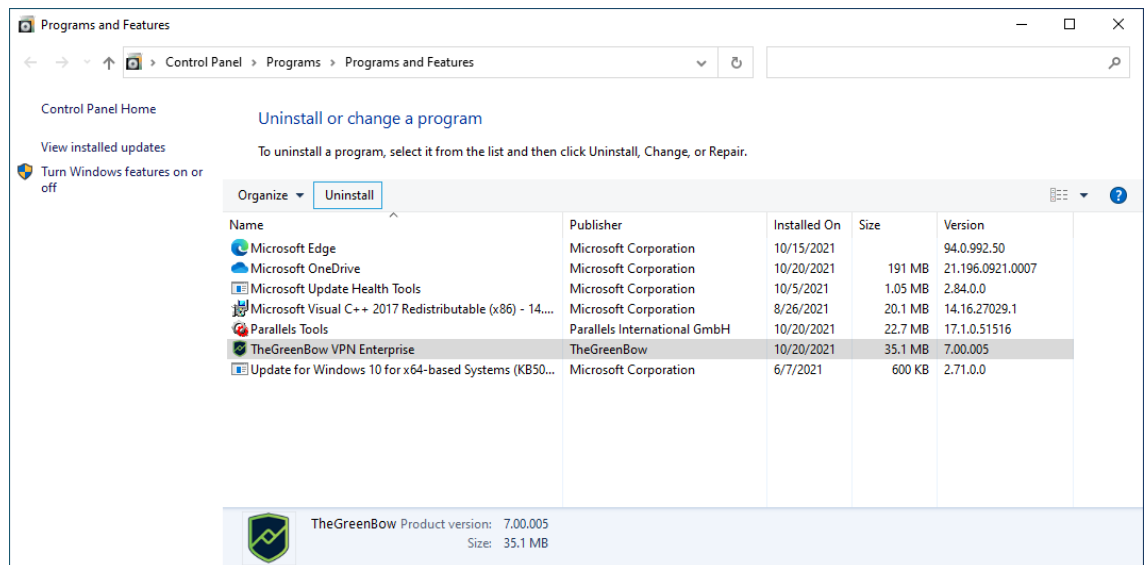 Programs and Features
Control Panel > Programs > Programs and Features
Control Panel Home
View installed updates
Turn Windows features on or
off
Uninstall or change a program
To uninstall a program, select it from the list and then click Uninstall, Change, or Repair.
Organize Uninstall
Name Publisher Installed On Size Version
Microsoft Edge Microsoft Corporation 10/15/2021 94.0.992.50
Microsoft OneDrive Microsoft Corporation 10/20/2021 191 MB 21.196.0921.0007
Microsoft Update Health Tools Microsoft Corporation 10/5/2021 1.05 MB 2.84.0.0
Microsoft Visual C++ 2017 Redistributable (x86) - 14.... Microsoft Corporation 8/26/2021 20.1 MB 14.16.27029.1
Parallels Tools Parallels International GmbH 10/20/2021 22.7 MB 17.1.0.51516
TheGreenBow VPN Enterprise TheGreenBow 10/20/2021 35.1 MB 7.00.005
Update for Windows 10 for x64-based Systems (KB50... Microsoft Corporation 6/7/2021 600 KB 2.71.0.0
TheGreenBow Product version: 7.00.005
Size: 35.1 MB